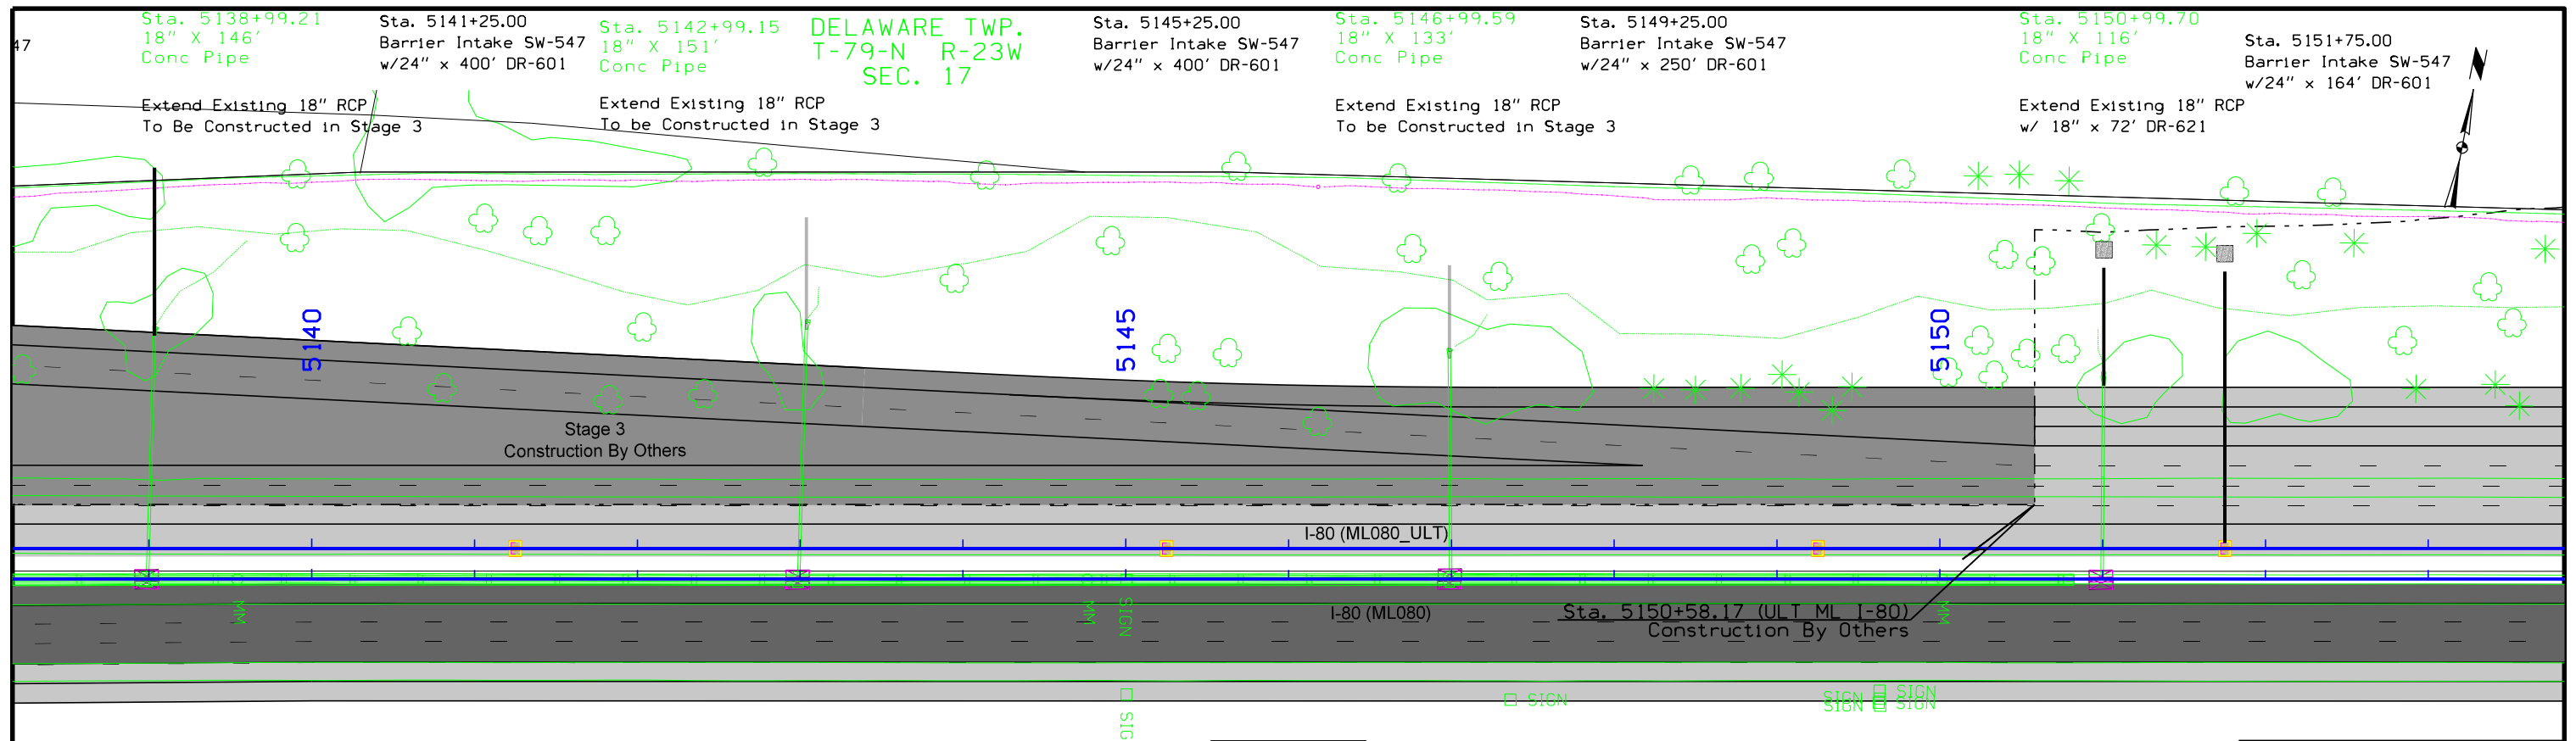 47
Sta. 5138+99.21
18" X 146'
Conc Pipe
Extend Existing 18" RCP
To Be Constructed in Stage 3
Sta. 5141+25.00
Barrier Intake SW-547
w/24" x 400' DR-601
Sta. 5142+99.15
18" X 151'
Conc Pipe
Extend Existing 18" RCP
To be Constructed in Stage 3
DELAWARE TWP.
T-79-N R-23W
SEC. 17
Sta. 5145+25.00
Barrier Intake SW-547
w/24" x 400' DR-601
Sta. 5146+99.59
18" X 133'
Conc Pipe
Extend Existing 18" RCP
To be Constructed in Stage 3
Sta. 5149+25.00
Barrier Intake SW-547
w/24" x 250' DR-601
Sta. 5150+99.70
18" X 116'
Conc Pipe
Extend Existing 18" RCP
w/ 18" x 72' DR-621
Sta. 5151+75.00
Barrier Intake SW-547
w/24" x 164' DR-601
N
5140
5145
5150
Stage 3
Construction By Others
I-80 (ML080_ULT)
I-80 (ML080)
Sta. 5150+58.17 (ULT ML I-80)
Construction By Others
MM
MM
SIGN
MM
SIG
SIGN
SIGN
SIGN
SIGN
SIGN